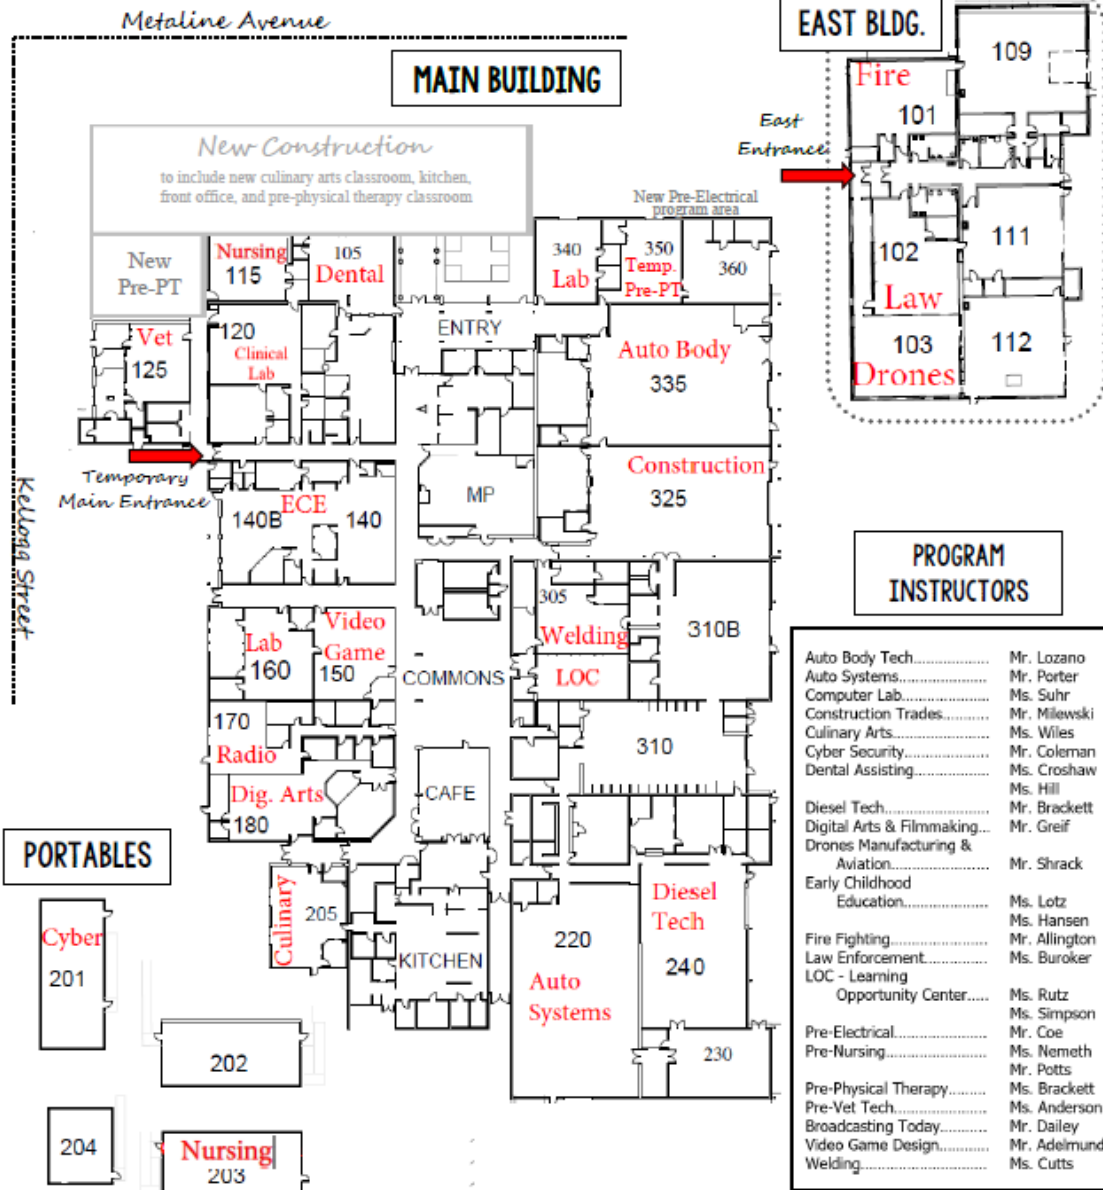 Metaline Avenue
MAIN BUILDING
EAST BLDG.
New Construction
to include new culinary arts classroom, kitchen,
front office, and pre-physical therapy classroom
New
Pre-PT
New Pre-Electrical
program area
East
Entrance
Fire
101
109
102
Law
111
103
Drones
112
Nursing
115
105
Dental
340
Lab
350
Temp.
Pre-PT
360
Vet
125
120
Clinical
Lab
ENTRY
Auto Body
335
Temporary
Main Entrance
Kellogg Street
MP
Construction
325
ECE
140B
140
305
Welding
310B
Lab
160
Video
Game
150
COMMONS
LOC
170
Radio
310
Dig. Arts
180
CAFE
Culinary
205
KITCHEN
220
Auto
Systems
Diesel
Tech
240
230
PORTABLES
Cyber
201
202
204
Nursing
203
PROGRAM
INSTRUCTORS
Auto Body Tech.................. Mr. Lozano
Auto Systems..................... Mr. Porter
Computer Lab..................... Ms. Suhr
Construction Trades........... Mr. Milewski
Culinary Arts...................... Ms. Wiles
Cyber Security.................... Mr. Coleman
Dental Assisting.................. Ms. Croshaw
Ms. Hill
Diesel Tech......................... Mr. Brackett
Digital Arts & Filmmaking... Mr. Greif
Drones Manufacturing &
Aviation....................... Mr. Shrack
Early Childhood
Education..................... Ms. Lotz
Ms. Hansen
Fire Fighting....................... Mr. Allington
Law Enforcement................ Ms. Buroker
LOC - Learning
Opportunity Center..... Ms. Rutz
Ms. Simpson
Pre-Electrical...................... Mr. Coe
Pre-Nursing........................ Ms. Nemeth
Mr. Potts
Pre-Physical Therapy......... Ms. Brackett
Pre-Vet Tech...................... Ms. Anderson
Broadcasting Today........... Mr. Dailey
Video Game Design............ Mr. Adelmund
Welding.............................. Ms. Cutts